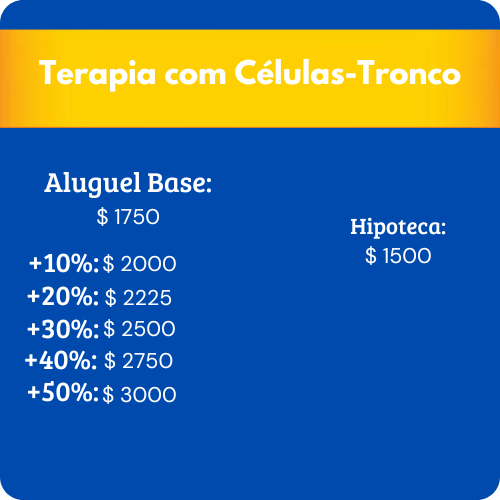 Terapia com Células-Tronco
Aluguel Base:
$ 1750
+10%: $ 2000
+20%: $ 2225
+30%: $ 2500
+40%: $ 2750
+50%: $ 3000
Hipoteca:
$ 1500